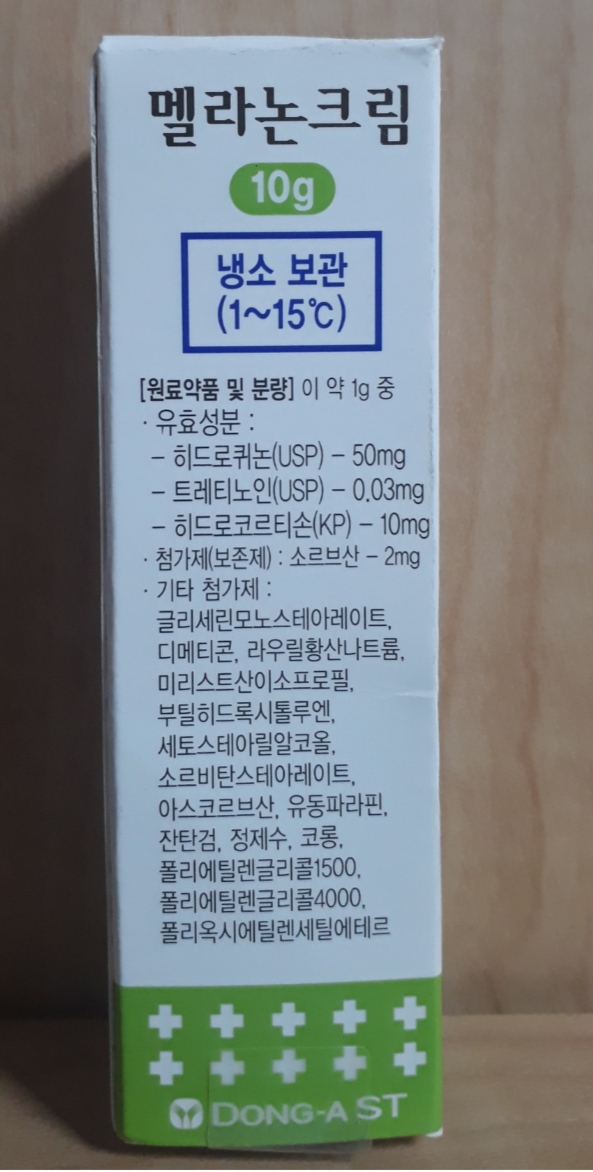 멜라논크림
10g
냉소 보관
(1~15℃)
[원료약품 및 분량] 이 약 1g 중
· 유효성분 :
– 히드로퀴논(USP) – 50mg
– 트레티노인(USP) – 0.03mg
– 히드로코르티손(KP) – 10mg
· 첨가제(보존제) : 소르브산 – 2mg
· 기타 첨가제 :
글리세린모노스테아레이트,
디메티콘, 라우릴황산나트륨,
미리스트산이소프로필,
부틸히드록시톨루엔,
세토스테아릴알코올,
소르비탄스테아레이트,
아스코르브산, 유동파라핀,
잔탄검, 정제수, 코롱,
폴리에틸렌글리콜1500,
폴리에틸렌글리콜4000,
폴리옥시에틸렌세틸에테르
DONG-A ST